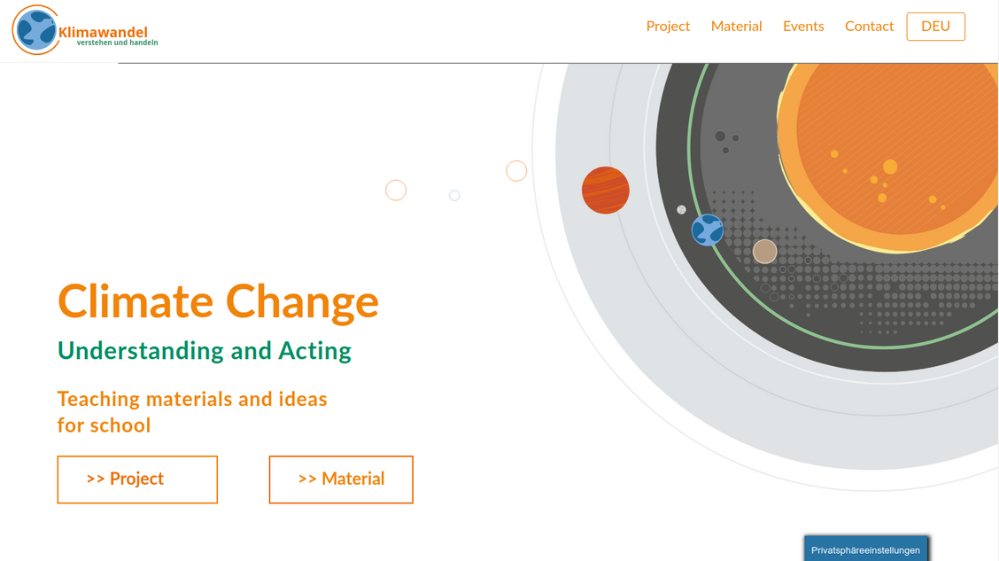 Klimawandel
verstehen und handeln
Project
Material
Events
Contact
DEU
Climate Change
Understanding and Acting
Teaching materials and ideas
for school
>> Project
>> Material
Privatsphäreeinstellungen